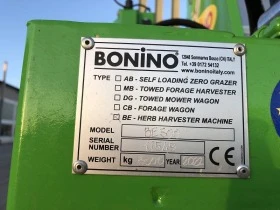 BONINO
12048 Sommariva Bosco (CN) ITALY
Tel. +39 0172 54132
www.boninoitaly.com
TYPE
AB - SELF LOADING ZERO GRAZER
MB - TOWED FORAGE HARVESTER
DG - TOWED MOWER WAGON
CB - FORAGE WAGON
BE - HERB HARVESTER MACHINE
MODEL
SERIAL
NUMBER
WEIGHT kg YEAR